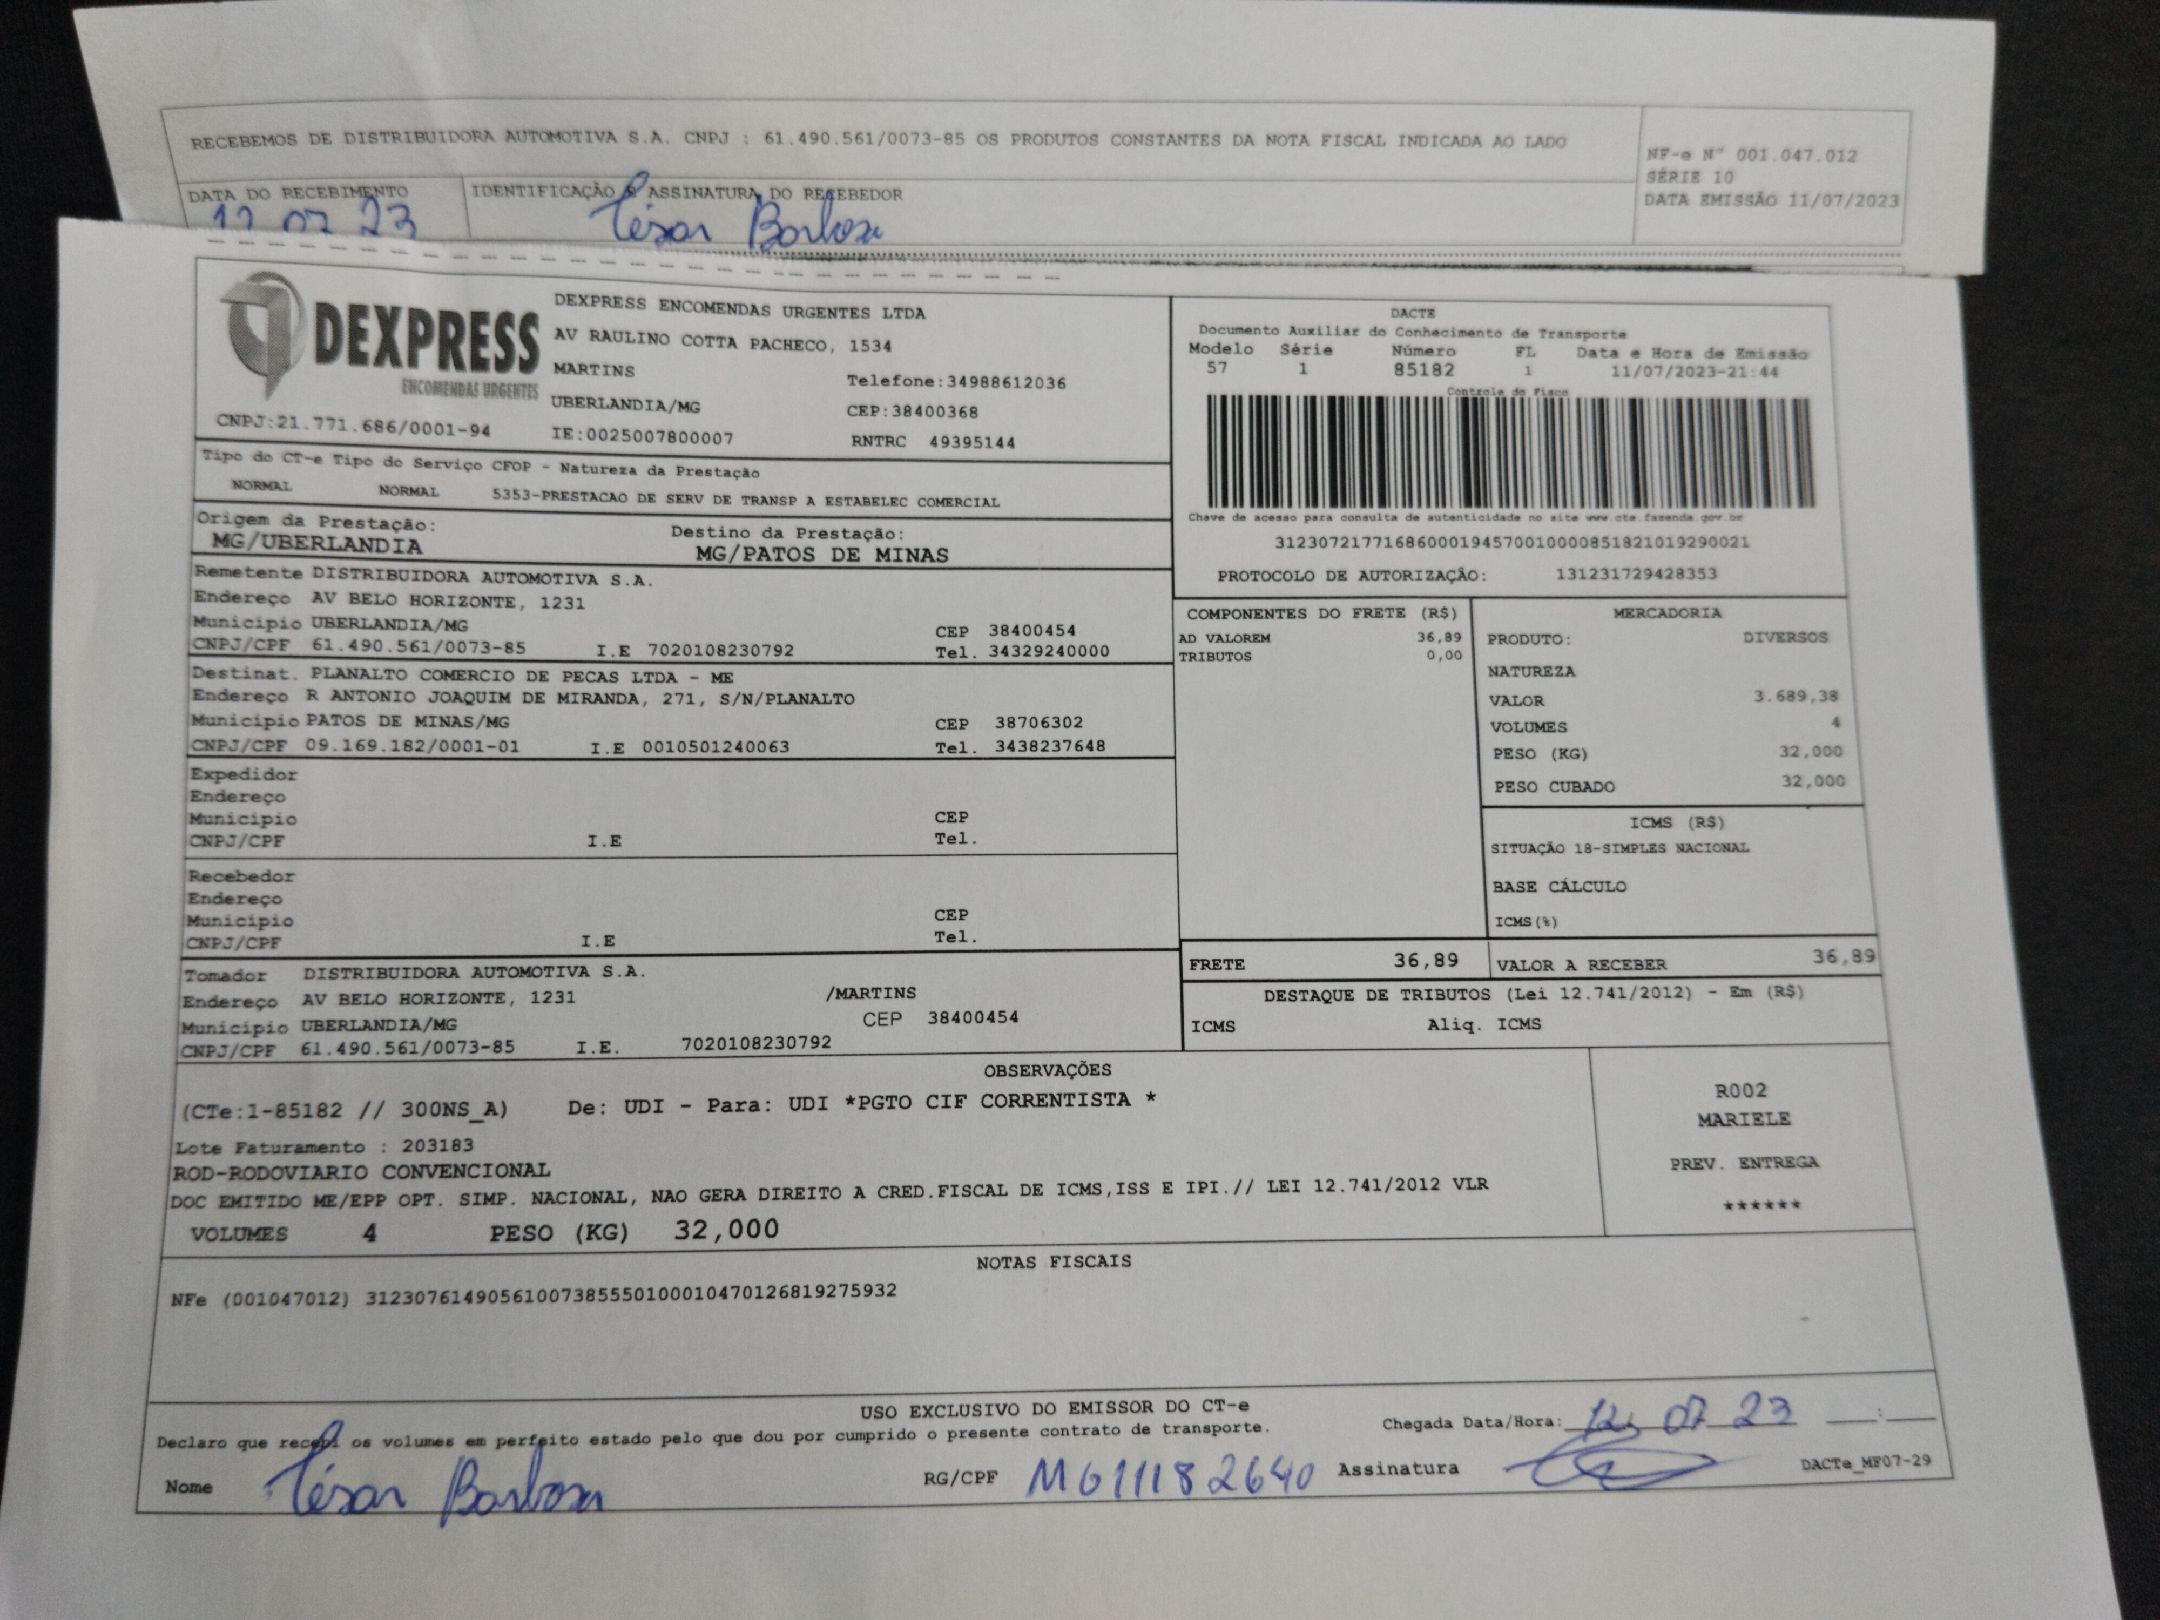 RECEBEMOS DE DISTRIBUIDORA AUTOMOTIVA S.A. CNPJ : 61.490.561/0073-85 OS PRODUTOS CONSTANTES DA NOTA FISCAL INDICADA AO LADO
NF-e Nº 001.047.012
SÉRIE 10
DATA EMISSÃO 11/07/2023
DATA DO RECEBIMENTO
12 07 23
IDENTIFICAÇÃO E ASSINATURA DO RECEBEDOR
César Barbosa
DEXPRESS
ENCOMENDAS URGENTES
CNPJ:21.771.686/0001-94
DEXPRESS ENCOMENDAS URGENTES LTDA
AV RAULINO COTTA PACHECO, 1534
MARTINS
Telefone:34988612036
UBERLANDIA/MG
CEP:38400368
IE:0025007800007
RNTRC 49395144
DACTE
Documento Auxiliar do Conhecimento de Transporte
Modelo Série Número FL Data e Hora de Emissão
57 1 85182 1 11/07/2023-21:44
Controle do Fisco
Chave de acesso para consulta de autenticidade no site www.cte.fazenda.gov.br
31230721771686000194570010000851821019290021
PROTOCOLO DE AUTORIZAÇÃO: 131231729428353
Tipo do CT-e Tipo do Serviço CFOP - Natureza da Prestação
NORMAL NORMAL 5353-PRESTACAO DE SERV DE TRANSP A ESTABELEC COMERCIAL
Origem da Prestação: Destino da Prestação:
MG/UBERLANDIA MG/PATOS DE MINAS
Remetente DISTRIBUIDORA AUTOMOTIVA S.A.
Endereço AV BELO HORIZONTE, 1231
Município UBERLANDIA/MG CEP 38400454
CNPJ/CPF 61.490.561/0073-85 I.E 7020108230792 Tel. 34329240000
Destinat. PLANALTO COMERCIO DE PECAS LTDA - ME
Endereço R ANTONIO JOAQUIM DE MIRANDA, 271, S/N/PLANALTO
Município PATOS DE MINAS/MG CEP 38706302
CNPJ/CPF 09.169.182/0001-01 I.E 0010501240063 Tel. 3438237648
Expedidor
Endereço
Município CEP
CNPJ/CPF I.E Tel.
Recebedor
Endereço
Município CEP
CNPJ/CPF I.E Tel.
Tomador DISTRIBUIDORA AUTOMOTIVA S.A.
Endereço AV BELO HORIZONTE, 1231 /MARTINS
Município UBERLANDIA/MG CEP 38400454
CNPJ/CPF 61.490.561/0073-85 I.E. 7020108230792
COMPONENTES DO FRETE (R$)
AD VALOREM 36,89
TRIBUTOS 0,00
MERCADORIA
PRODUTO: DIVERSOS
NATUREZA
VALOR 3.689,38
VOLUMES 4
PESO (KG) 32,000
PESO CUBADO 32,000
ICMS (R$)
SITUAÇÃO 18-SIMPLES NACIONAL
BASE CÁLCULO
ICMS(%)
FRETE 36,89 VALOR A RECEBER 36,89
DESTAQUE DE TRIBUTOS (Lei 12.741/2012) - Em (R$)
ICMS Aliq. ICMS
OBSERVAÇÕES
(CTe:1-85182 // 300NS_A) De: UDI - Para: UDI *PGTO CIF CORRENTISTA *
Lote Faturamento : 203183
ROD-RODOVIARIO CONVENCIONAL
DOC EMITIDO ME/EPP OPT. SIMP. NACIONAL, NAO GERA DIREITO A CRED.FISCAL DE ICMS,ISS E IPI.// LEI 12.741/2012 VLR
VOLUMES 4 PESO (KG) 32,000
R002
MARIELE
PREV. ENTREGA
******
NOTAS FISCAIS
NFe (001047012) 31230761490561007385550100010470126819275932
USO EXCLUSIVO DO EMISSOR DO CT-e
Declaro que recebi os volumes em perfeito estado pelo que dou por cumprido o presente contrato de transporte.
Chegada Data/Hora: 12 07 23 ____:____
Nome César Barbosa RG/CPF MG11182640 Assinatura
DACTe_MF07-29